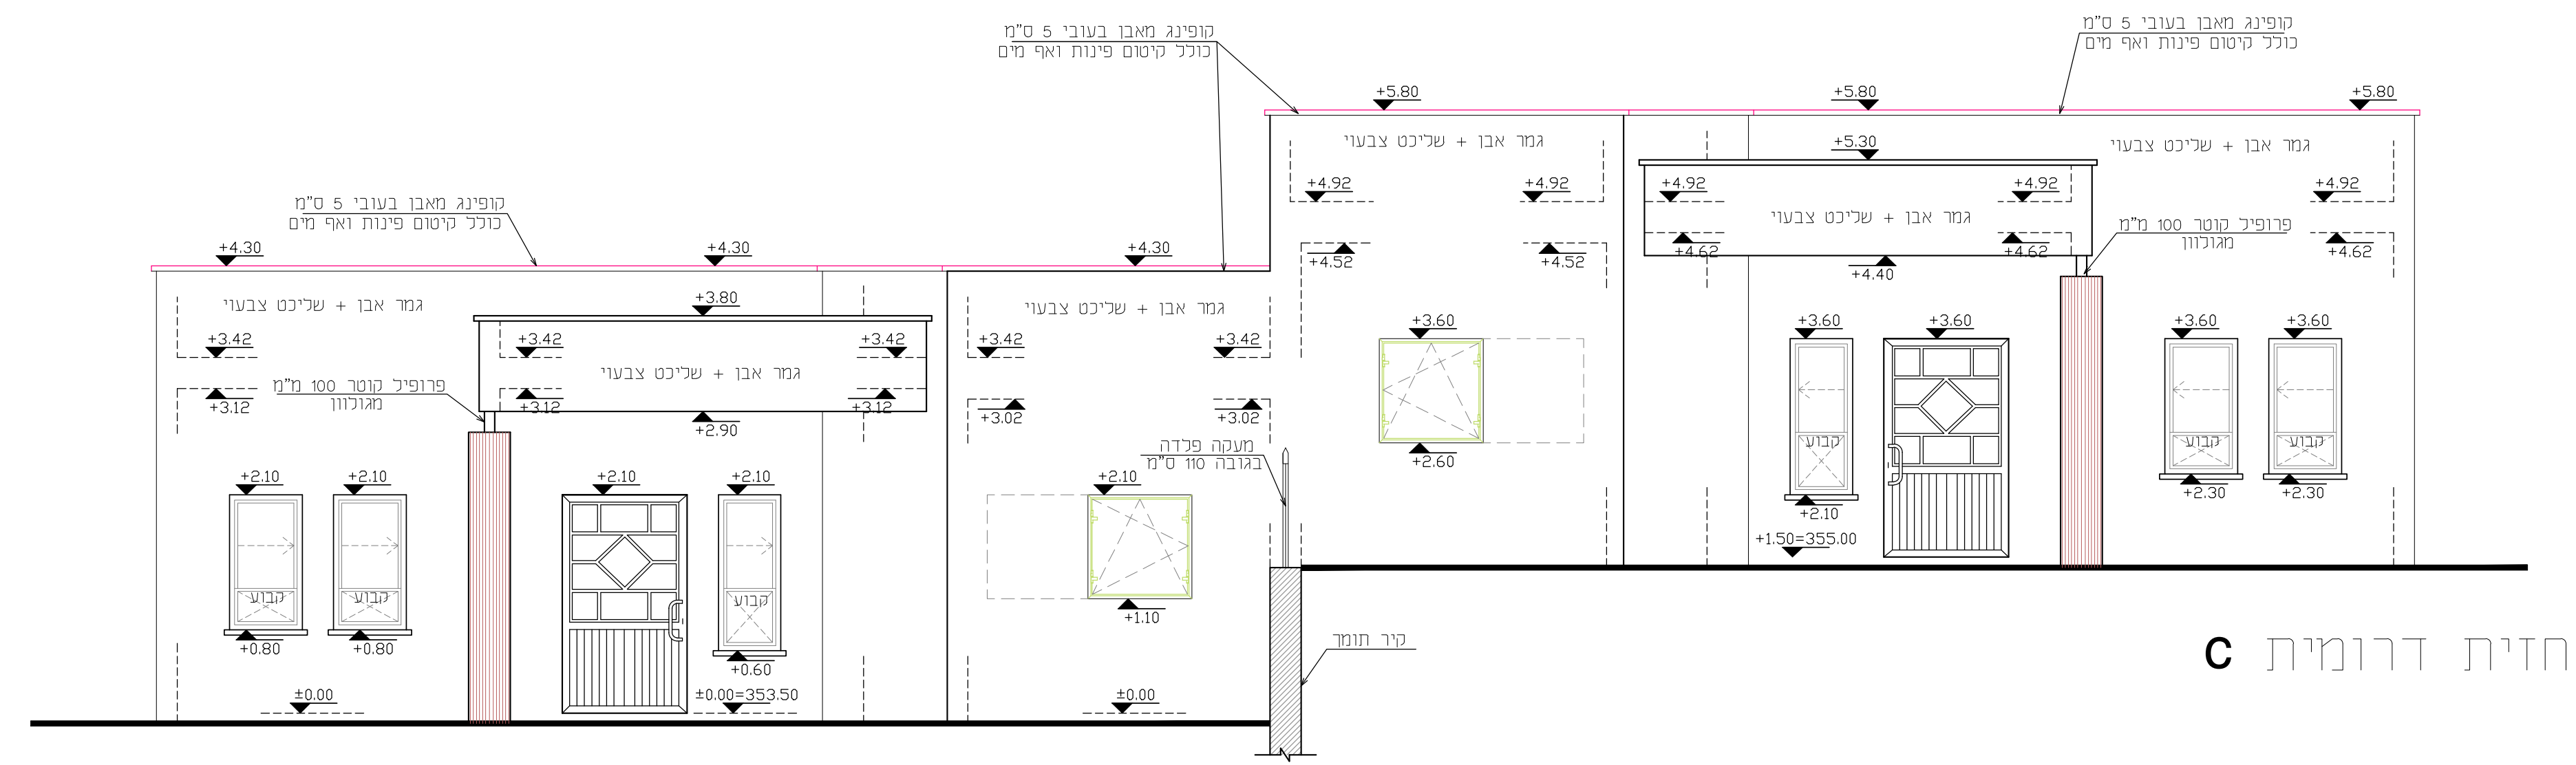 קופינג מאבן בעובי 5 ס"מ
כולל קיטום פינות ואף מים
קופינג מאבן בעובי 5 ס"מ
כולל קיטום פינות ואף מים
+5.80
+5.80
+5.80
גמר אבן + שליכט צבעוי
+5.30
גמר אבן + שליכט צבעוי
+4.92
+4.92
+4.92
+4.92
+4.92
קופינג מאבן בעובי 5 ס"מ
כולל קיטום פינות ואף מים
גמר אבן + שליכט צבעוי
פרופיל קוטר 100 מ"מ
מגולוון
+4.30
+4.30
+4.30
+4.52
+4.52
+4.62
+4.62
+4.62
+4.40
גמר אבן + שליכט צבעוי
+3.80
גמר אבן + שליכט צבעוי
+3.60
+3.60
+3.60
+3.60
+3.60
+3.42
+3.42
+3.42
+3.42
+3.42
גמר אבן + שליכט צבעוי
פרופיל קוטר 100 מ"מ
מגולוון
+3.12
+3.12
+3.12
+3.02
+3.02
+2.90
מעקה פלדה
בגובה 110 ס"מ
קבוע
קבוע
קבוע
+2.60
+2.10
+2.10
+2.10
+2.10
+2.10
+2.30
+2.30
+2.10
+1.50=355.00
קבוע
קבוע
קבוע
+1.10
+0.80
+0.80
+0.60
קיר תומך
חזית דרומית C
±0.00
±0.00=353.50
±0.00